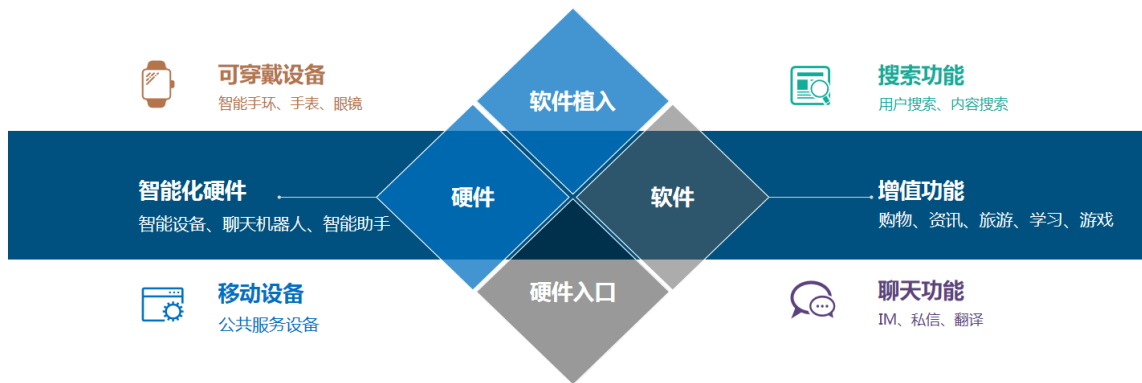 可穿戴设备
智能手环、手表、眼镜
智能化硬件
智能设备、聊天机器人、智能助手
移动设备
公共服务设备
软件植入
硬件
软件
硬件入口
搜索功能
用户搜索、内容搜索
增值功能
购物、资讯、旅游、学习、游戏
聊天功能
IM、私信、翻译